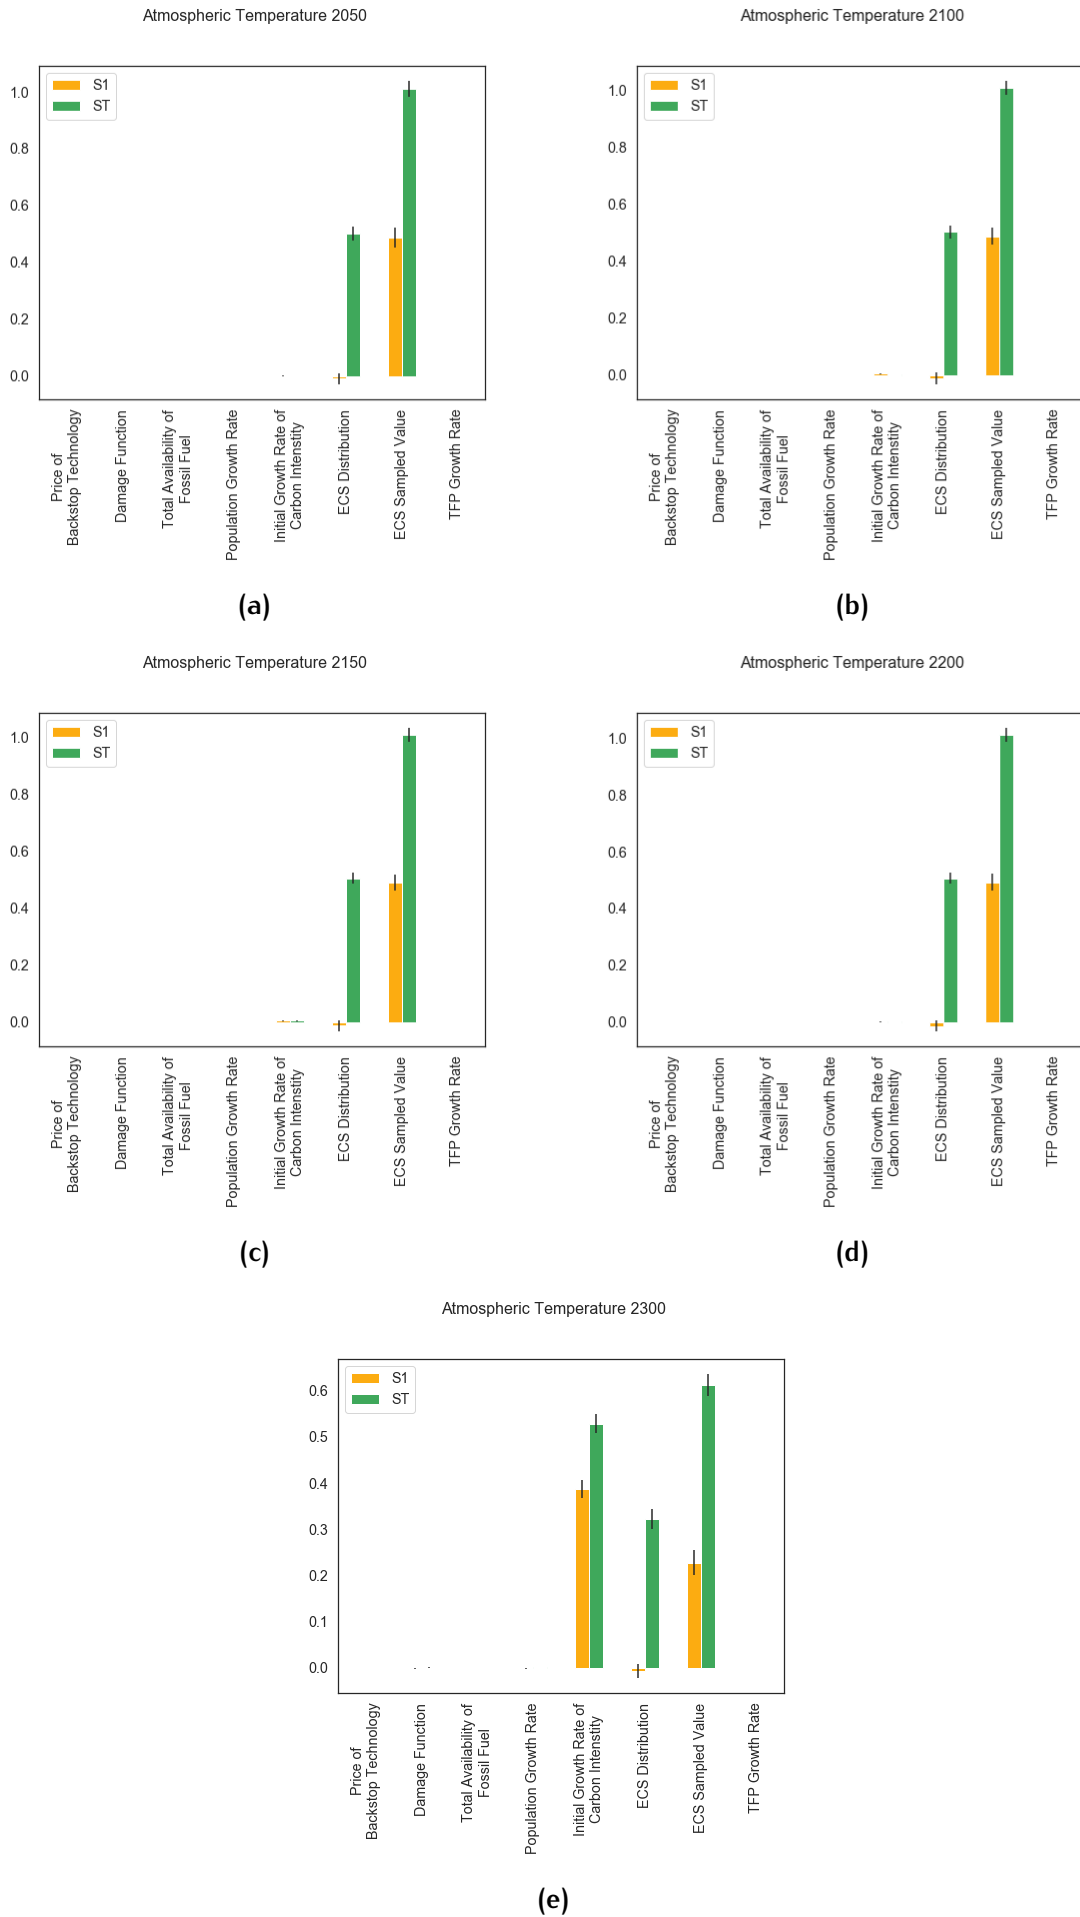 Atmospheric Temperature 2050
S1
ST
1.0
0.8
0.6
0.4
0.2
0.0
Price of
Backstop Technology
Damage Function
Total Availability of
Fossil Fuel
Population Growth Rate
Initial Growth Rate of
Carbon Intenstity
ECS Distribution
ECS Sampled Value
TFP Growth Rate
(a)
Atmospheric Temperature 2100
S1
ST
1.0
0.8
0.6
0.4
0.2
0.0
Price of
Backstop Technology
Damage Function
Total Availability of
Fossil Fuel
Population Growth Rate
Initial Growth Rate of
Carbon Intenstity
ECS Distribution
ECS Sampled Value
TFP Growth Rate
(b)
Atmospheric Temperature 2150
S1
ST
1.0
0.8
0.6
0.4
0.2
0.0
Price of
Backstop Technology
Damage Function
Total Availability of
Fossil Fuel
Population Growth Rate
Initial Growth Rate of
Carbon Intenstity
ECS Distribution
ECS Sampled Value
TFP Growth Rate
(c)
Atmospheric Temperature 2200
S1
ST
1.0
0.8
0.6
0.4
0.2
0.0
Price of
Backstop Technology
Damage Function
Total Availability of
Fossil Fuel
Population Growth Rate
Initial Growth Rate of
Carbon Intenstity
ECS Distribution
ECS Sampled Value
TFP Growth Rate
(d)
Atmospheric Temperature 2300
S1
ST
0.6
0.5
0.4
0.3
0.2
0.1
0.0
Price of
Backstop Technology
Damage Function
Total Availability of
Fossil Fuel
Population Growth Rate
Initial Growth Rate of
Carbon Intenstity
ECS Distribution
ECS Sampled Value
TFP Growth Rate
(e)